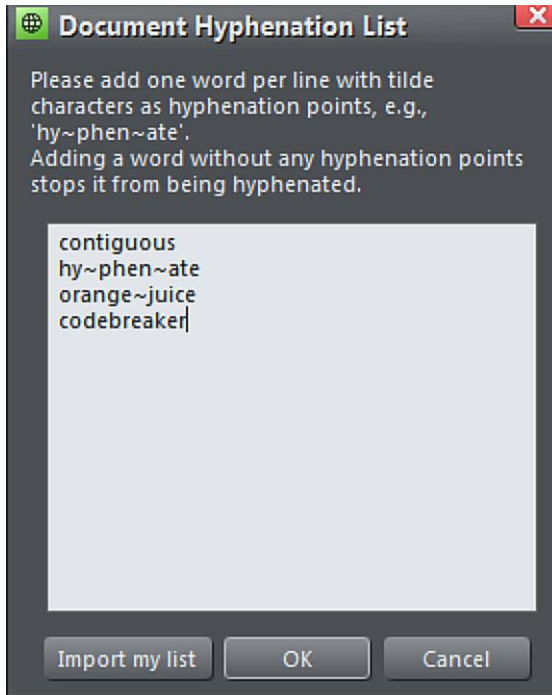 Document Hyphenation List
Please add one word per line with tilde
characters as hyphenation points, e.g.,
'hy~phen~ate'.
Adding a word without any hyphenation points
stops it from being hyphenated.
contiguous
hy~phen~ate
orange~juice
codebreaker
Import my list
OK
Cancel